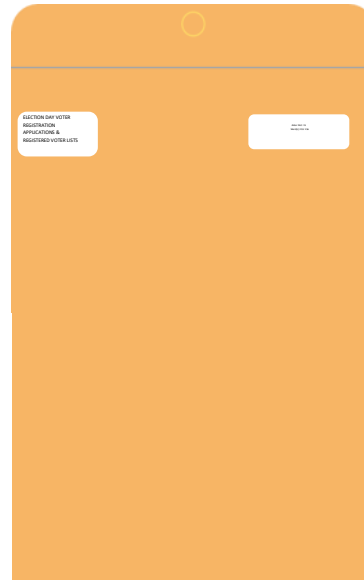 ELECTION DAY VOTER
REGISTRATION
APPLICATIONS &
REGISTERED VOTER LISTS